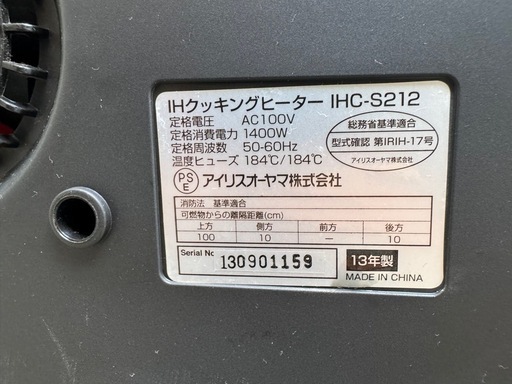 IHクッキングヒーター IHC-S212
定格電圧 AC100V
定格消費電力 1400W
定格周波数 50-60Hz
温度ヒューズ 184℃/184℃
総務省基準適合
型式確認 第IRIH-17号
アイリスオーヤマ株式会社
PS
E
アイリスオーヤマ株式会社
消防法 基準適合
可燃物からの離隔距離(cm)
上方 側方 前方 後方
100 10 — 10
Serial No 130901159
13年製
MADE IN CHINA